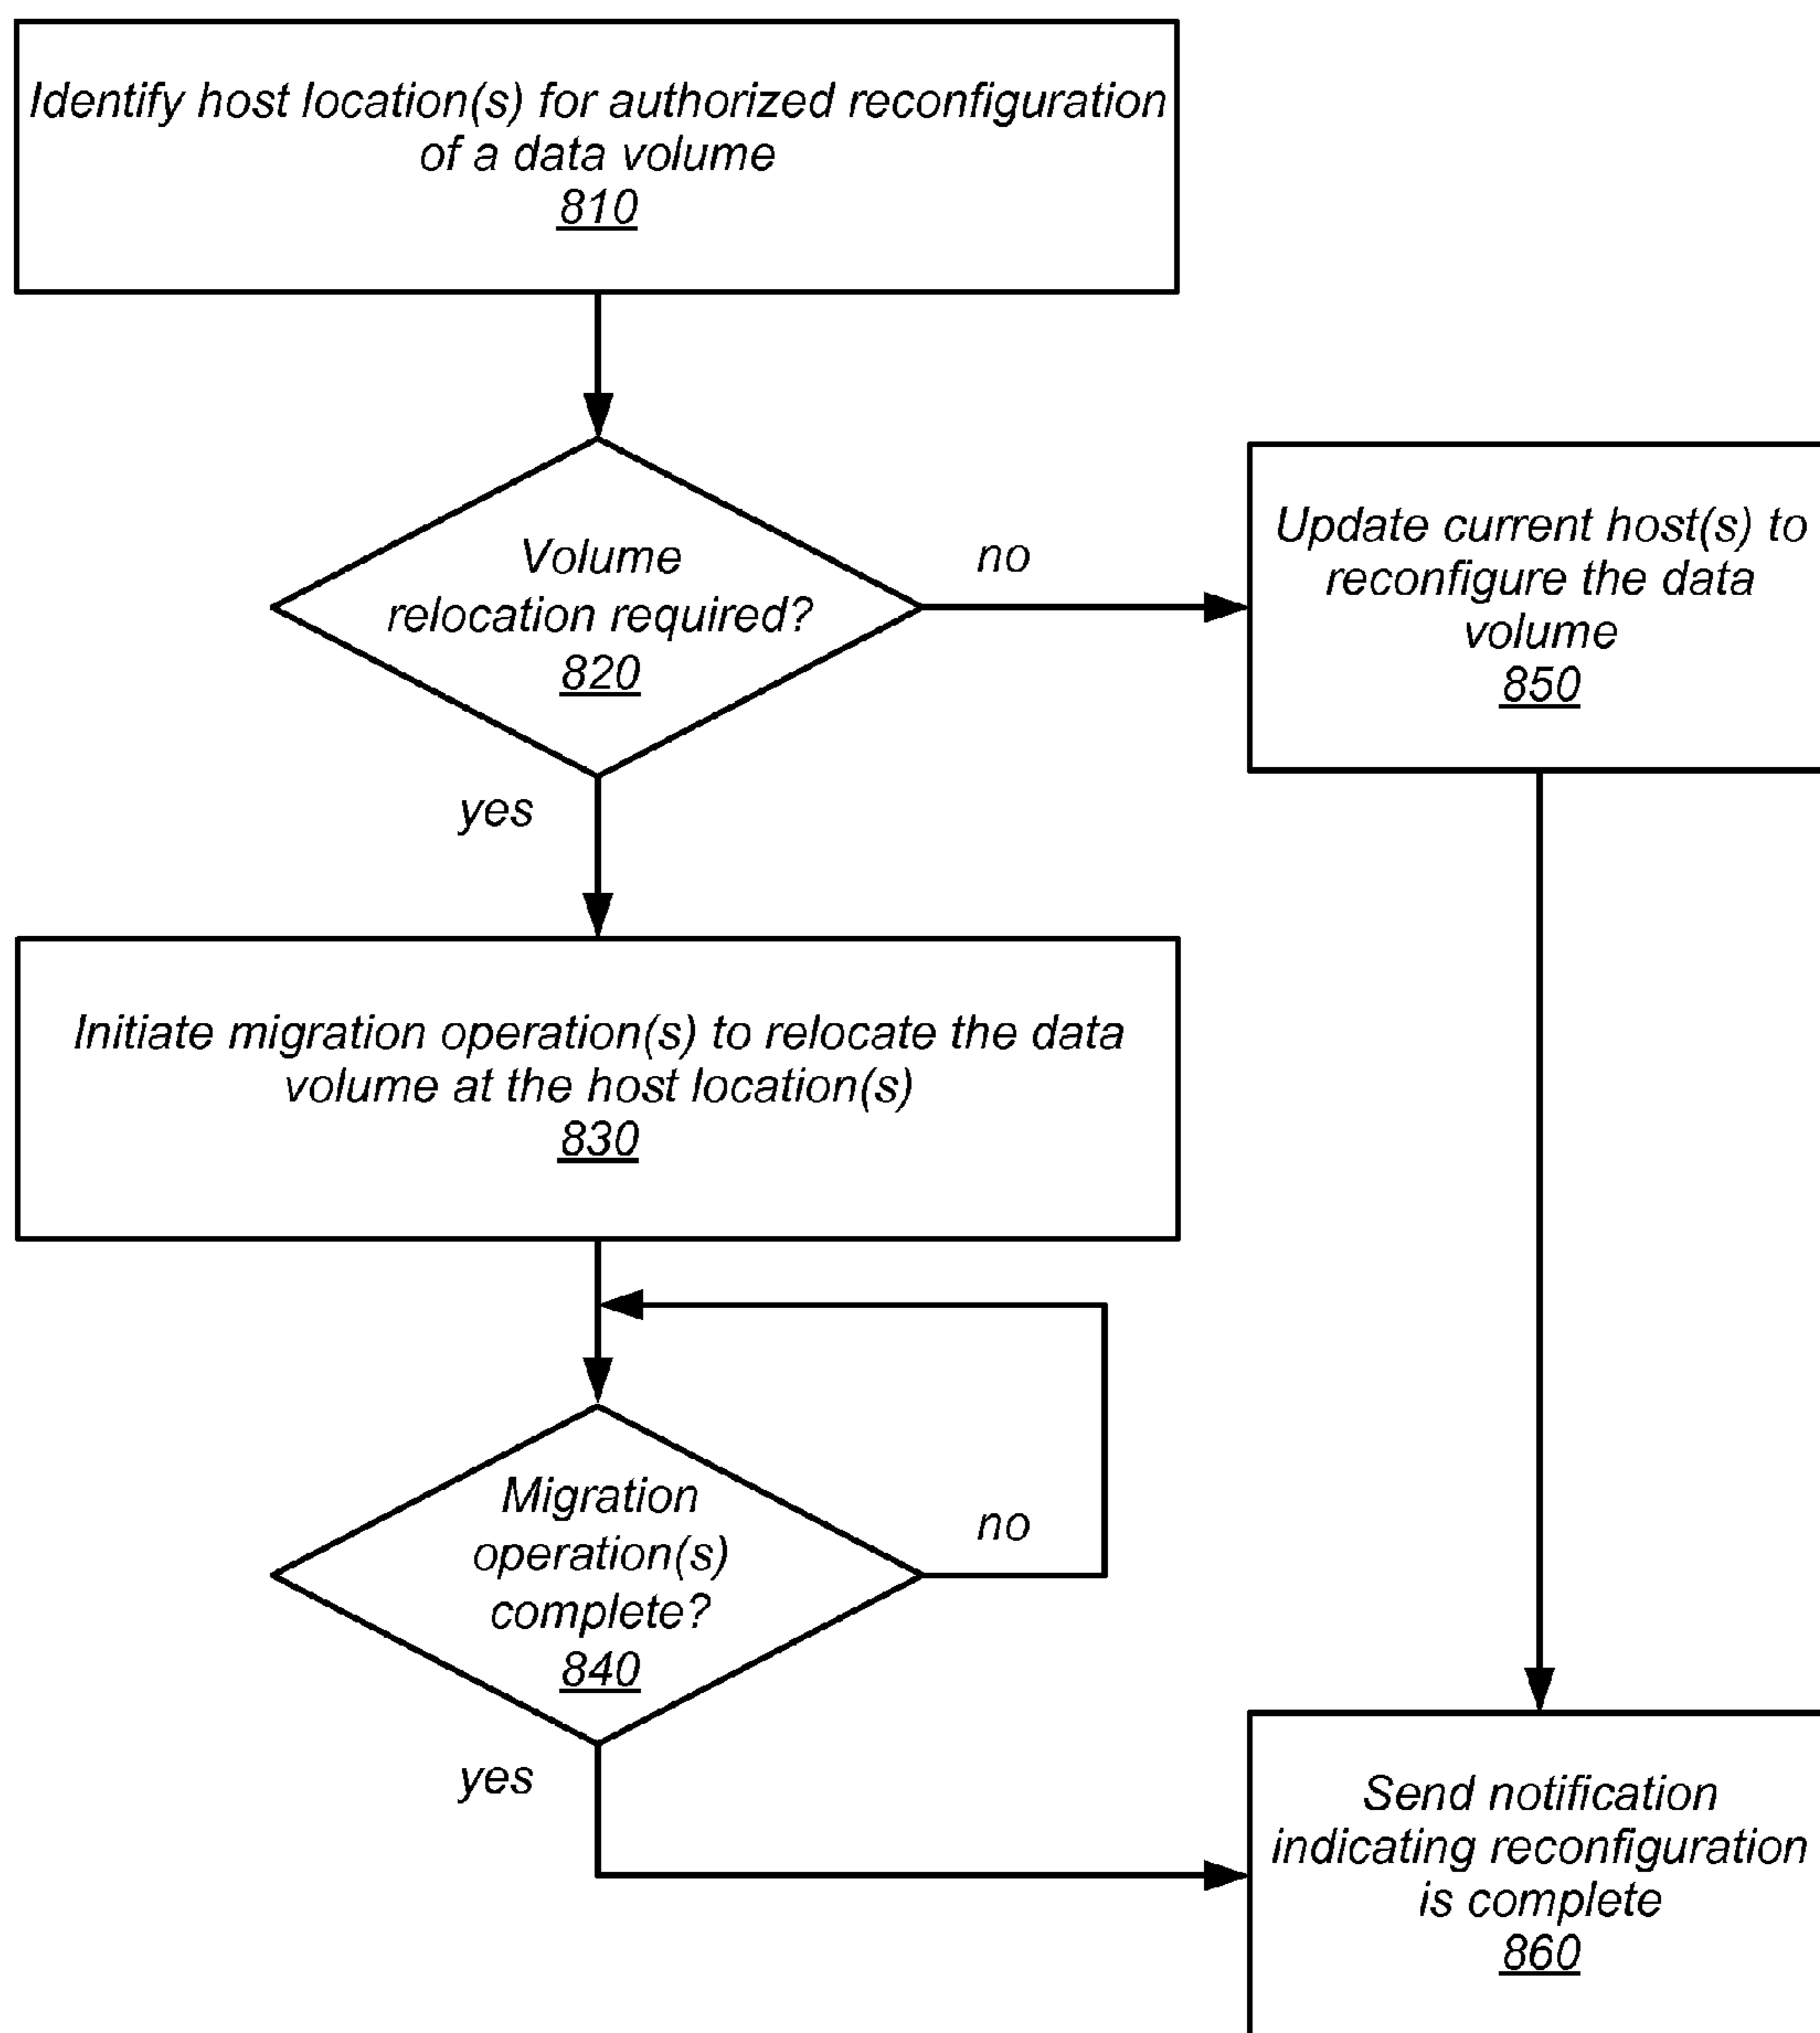 Identify host location(s) for authorized reconfiguration
of a data volume
810
Volume
relocation required?
820
no
yes
Update current host(s) to
reconfigure the data
volume
850
Initiate migration operation(s) to relocate the data
volume at the host location(s)
830
Migration
operation(s)
complete?
840
no
yes
Send notification
indicating reconfiguration
is complete
860